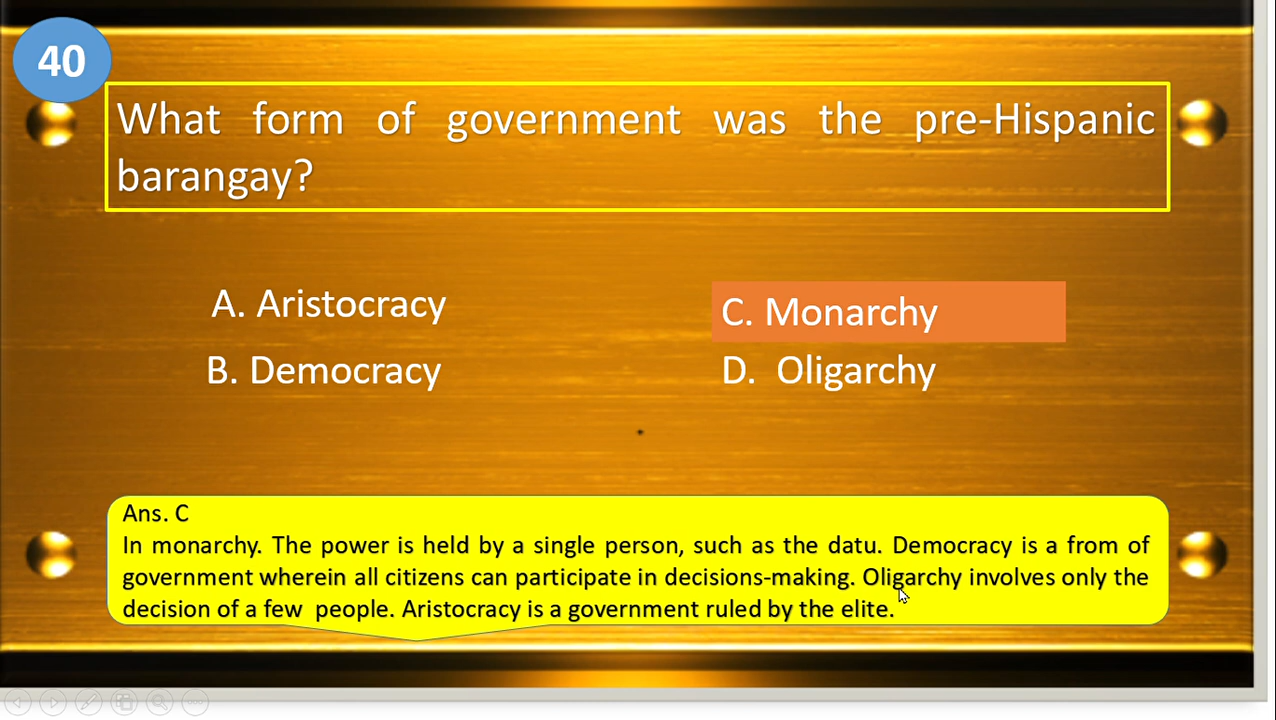 40
What form of government was the pre-Hispanic
barangay?
A. Aristocracy
C. Monarchy
B. Democracy
D. Oligarchy
Ans. C
In monarchy. The power is held by a single person, such as the datu. Democracy is a from of
government wherein all citizens can participate in decisions-making. Oligarchy involves only the
decision of a few people. Aristocracy is a government ruled by the elite.